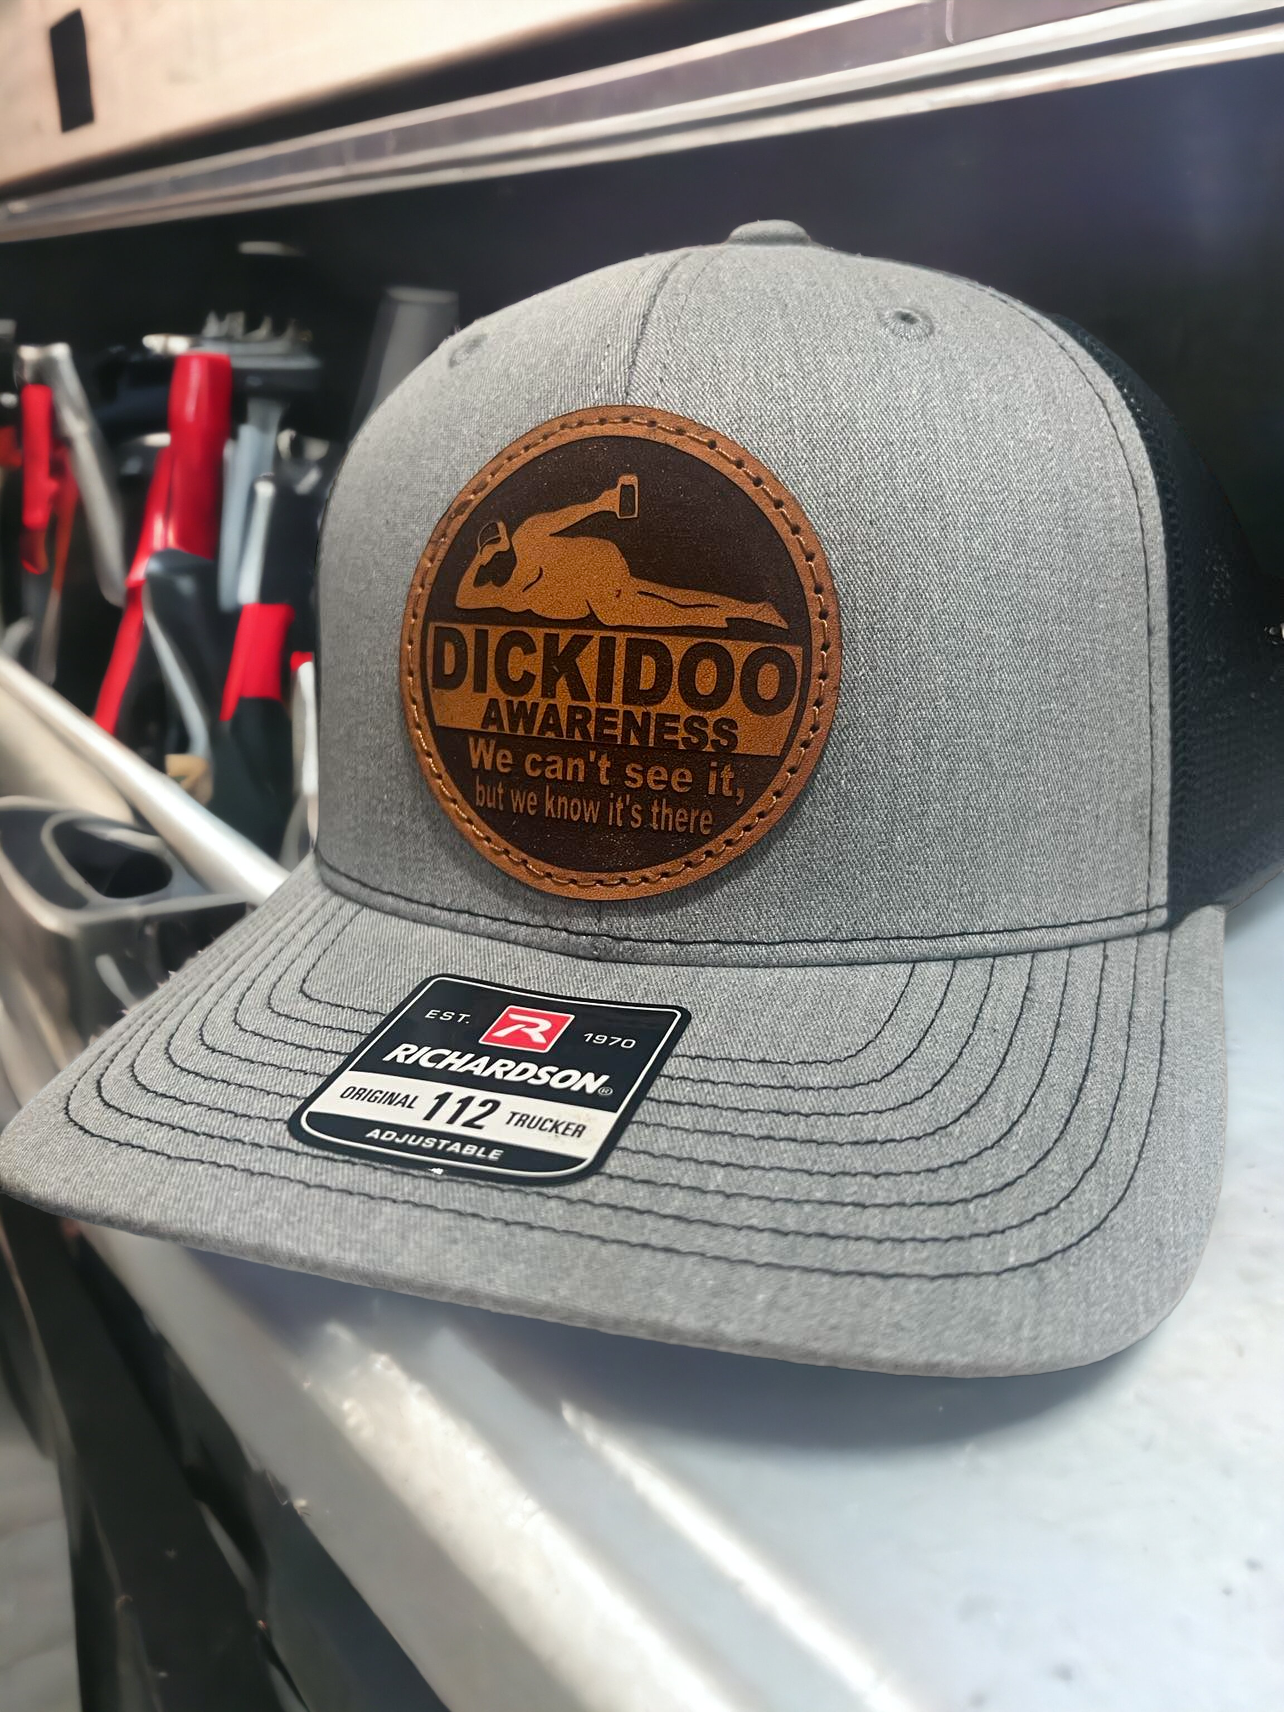 DICKIDOO
AWARENESS
We can't see it,
but we know it's there
EST. R 1970
RICHARDSON®
ORIGINAL 112 TRUCKER
ADJUSTABLE